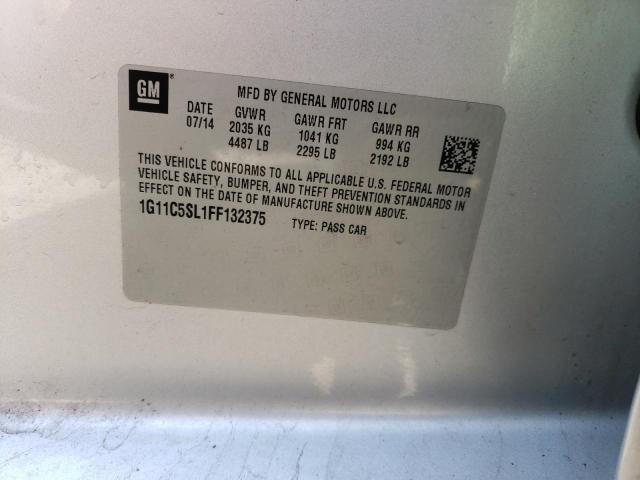 GM®
MFD BY GENERAL MOTORS LLC
DATE GVWR GAWR FRT GAWR RR
07/14 2035 KG 1041 KG 994 KG
4487 LB 2295 LB 2192 LB
THIS VEHICLE CONFORMS TO ALL APPLICABLE U.S. FEDERAL MOTOR
VEHICLE SAFETY, BUMPER, AND THEFT PREVENTION STANDARDS IN
EFFECT ON THE DATE OF MANUFACTURE SHOWN ABOVE.
1G11C5SL1FF132375 TYPE: PASS CAR